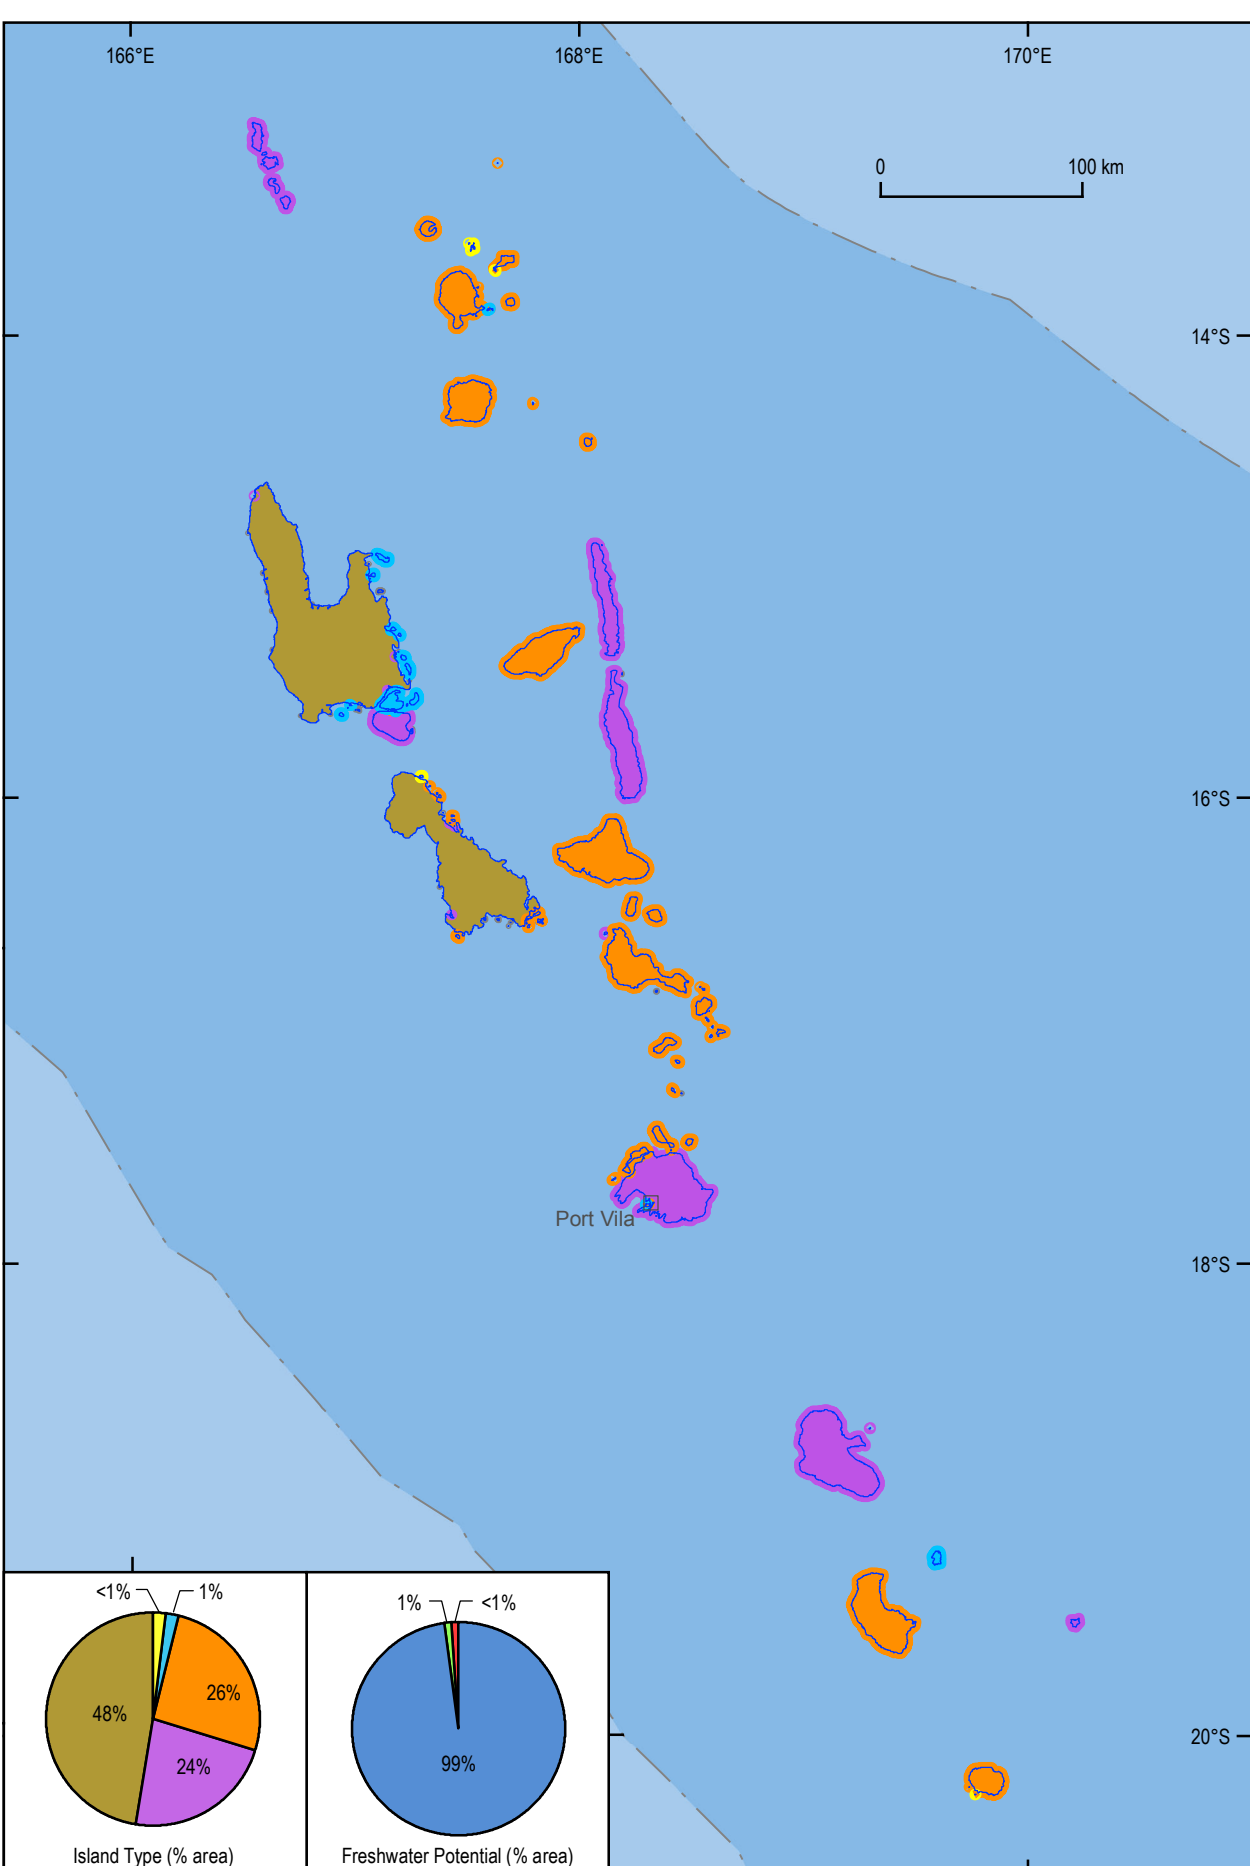 166°E
168°E
170°E
0
100 km
14°S
16°S
Port Vila
18°S
<1%
1%
1%
<1%
26%
48%
24%
99%
20°S
Island Type (% area)
Freshwater Potential (% area)